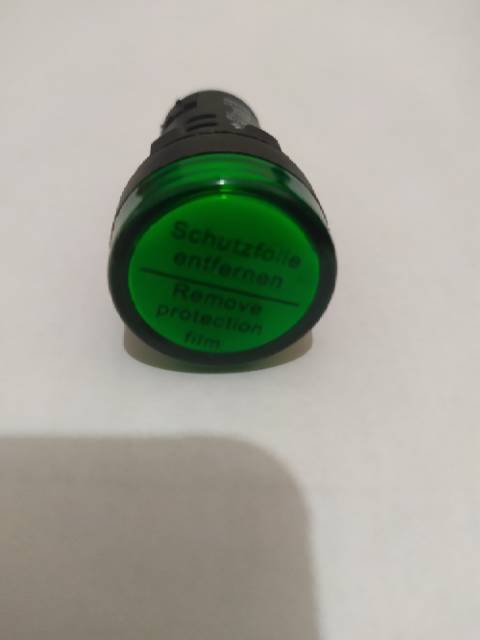 Schutzfolie
entfernen
Remove
protection
film